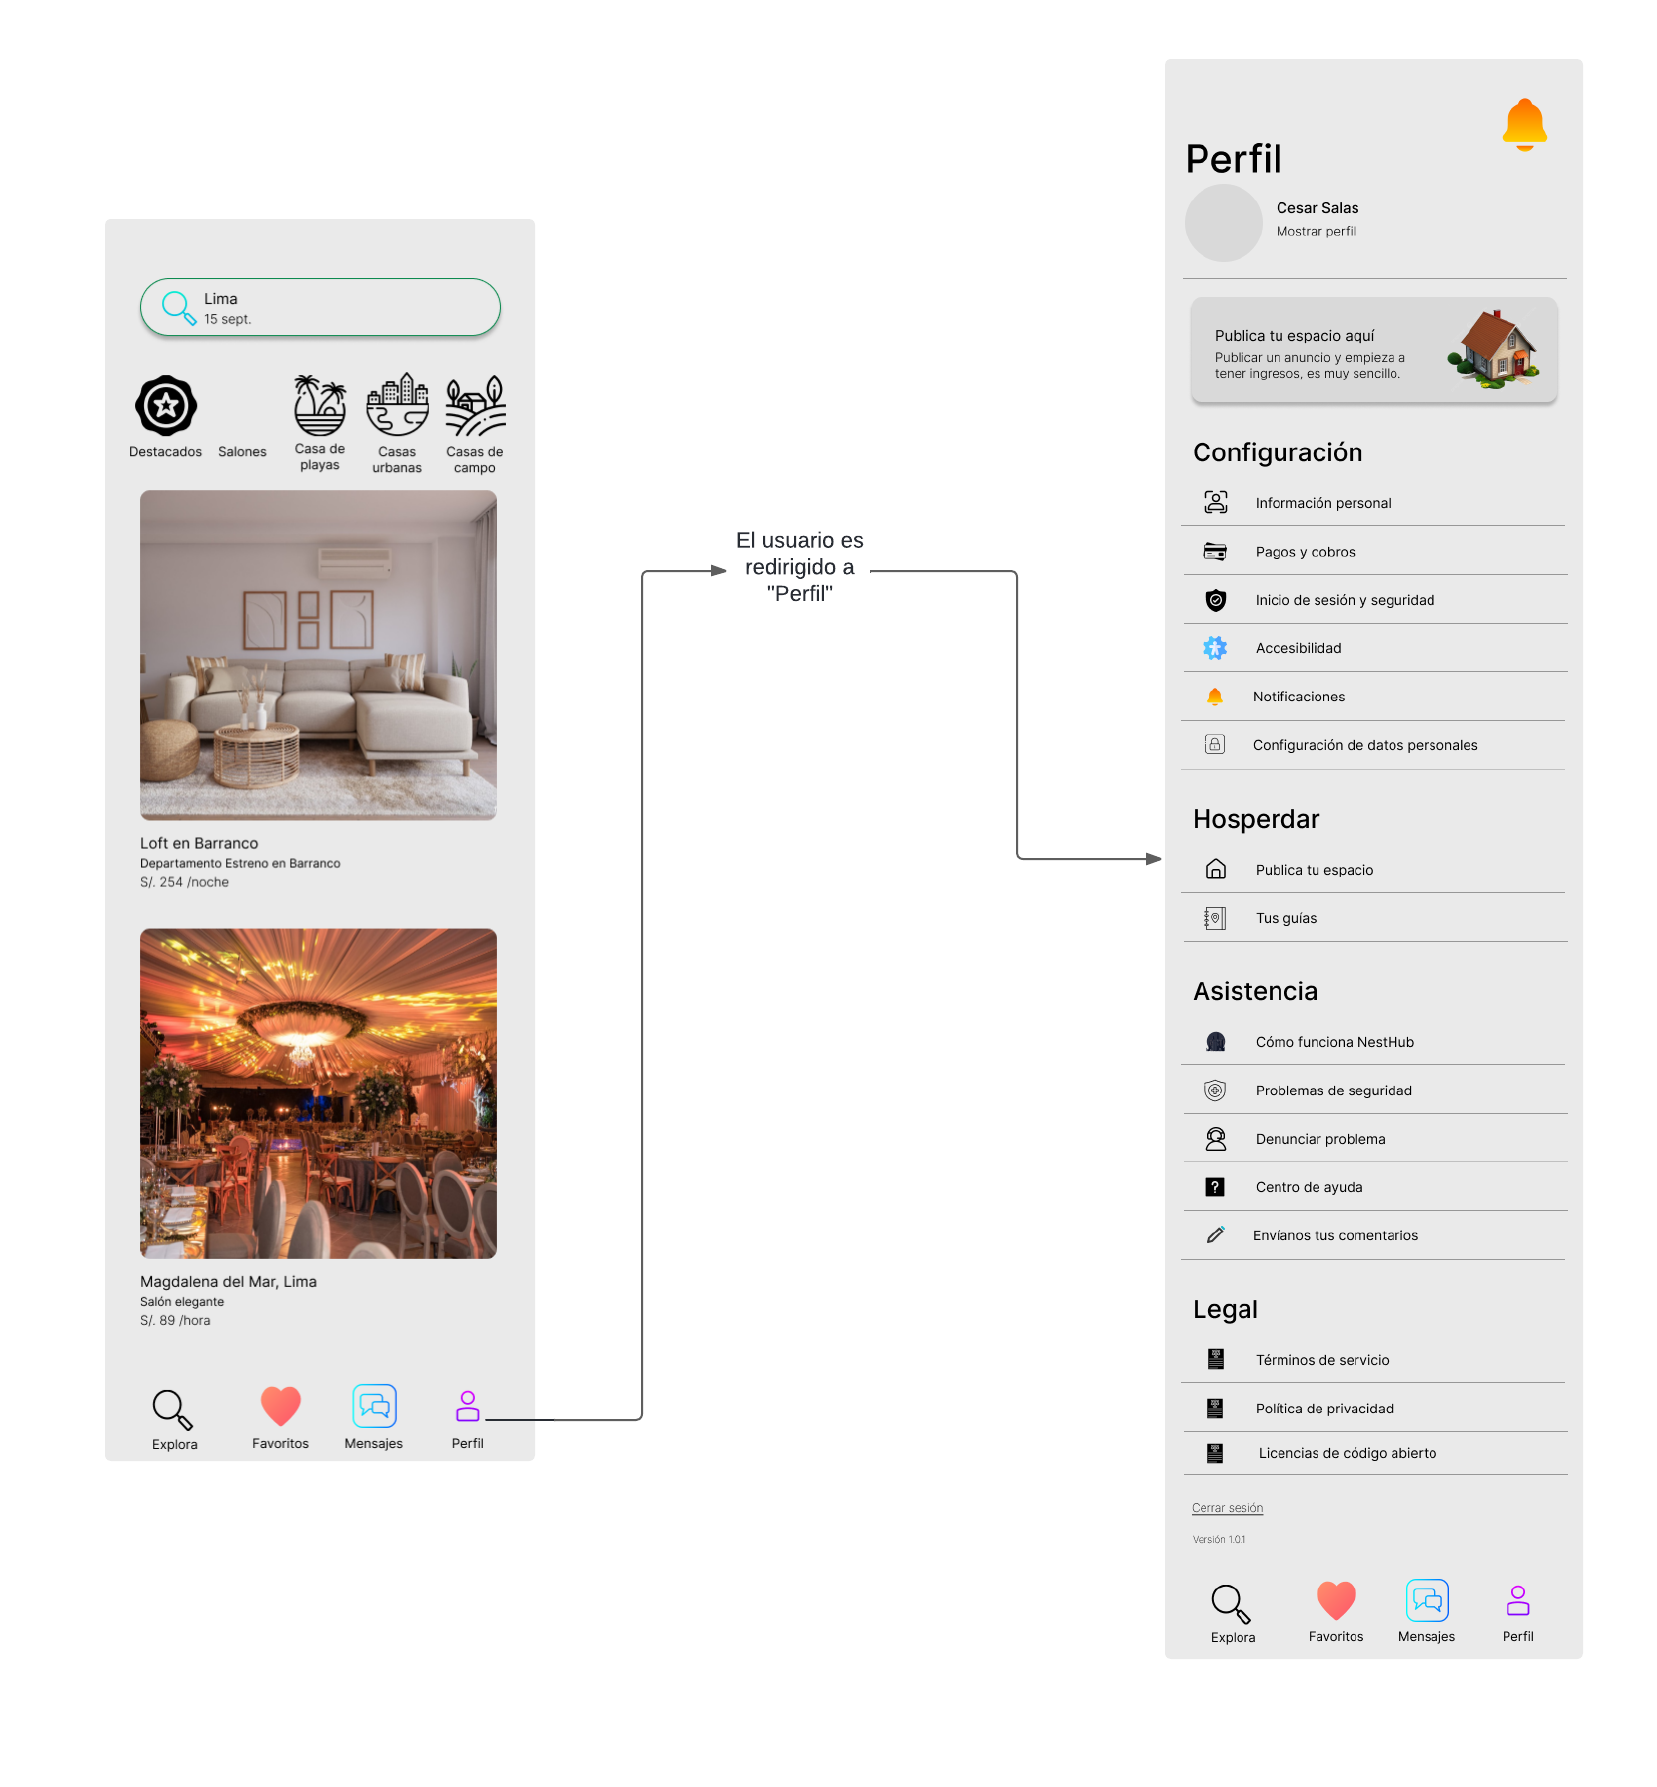 Lima
15 sept.
Destacados
Salones
Casa de
playas
Casas
urbanas
Casas de
campo
Loft en Barranco
Departamento Estreno en Barranco
S/. 254 /noche
Magdalena del Mar, Lima
Salón elegante
S/. 89 /hora
Explora
Favoritos
Mensajes
Perfil
El usuario es
redirigido a
"Perfil"
Perfil
Cesar Salas
Mostrar perfil
Publica tu espacio aquí
Publicar un anuncio y empieza a
tener ingresos, es muy sencillo.
Configuración
Información personal
Pagos y cobros
Inicio de sesión y seguridad
Accesibilidad
Notificaciones
Configuración de datos personales
Hosperdar
Publica tu espacio
Tus guías
Asistencia
Cómo funciona NestHub
Problemas de seguridad
Denunciar problema
Centro de ayuda
Envíanos tus comentarios
Legal
Términos de servicio
Política de privacidad
Licencias de código abierto
Cerrar sesión
Versión 1.0.1
Explora
Favoritos
Mensajes
Perfil